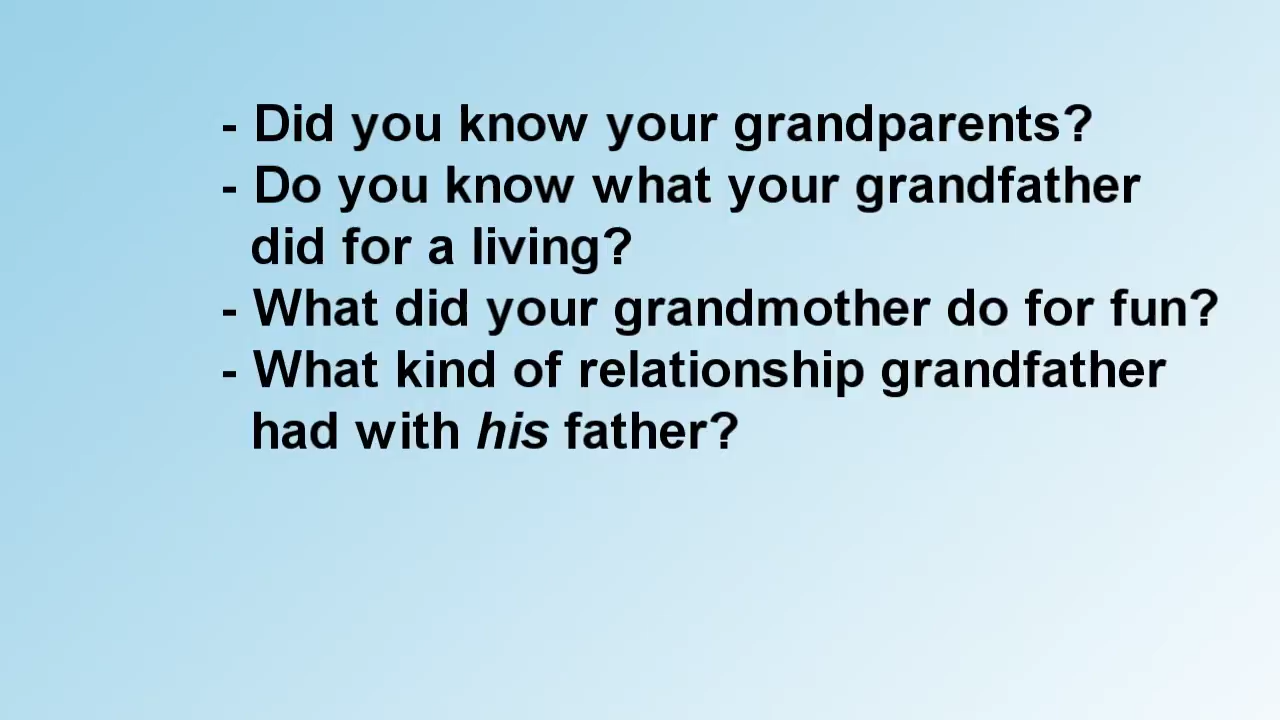 - Did you know your grandparents?
- Do you know what your grandfather
did for a living?
- What did your grandmother do for fun?
- What kind of relationship grandfather
had with his father?